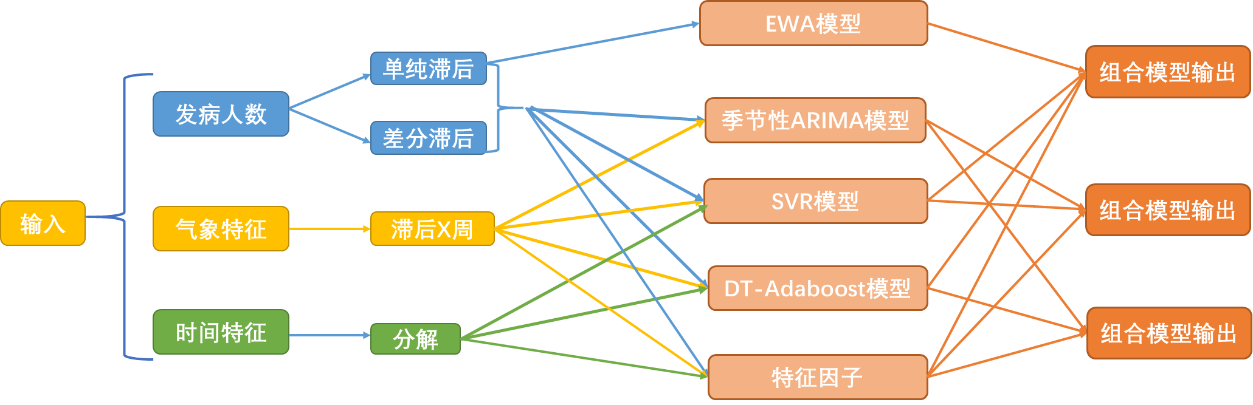 输入
发病人数
气象特征
时间特征
单纯滞后
差分滞后
滞后X周
分解
EWA模型
季节性ARIMA模型
SVR模型
DT-Adaboost模型
特征因子
组合模型输出
组合模型输出
组合模型输出